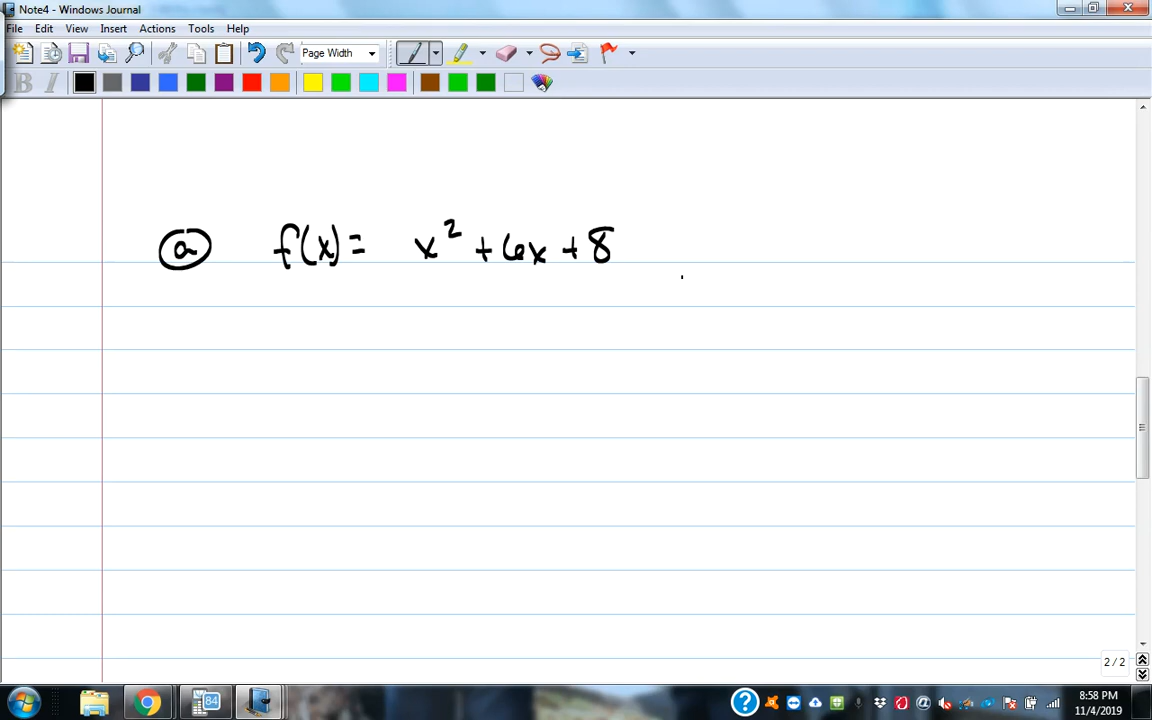 Note4 - Windows Journal
File Edit View Insert Actions Tools Help
Page Width
B I
ⓐ f(x) = x² + 6x + 8
2 / 2
84
8:58 PM
11/4/2019